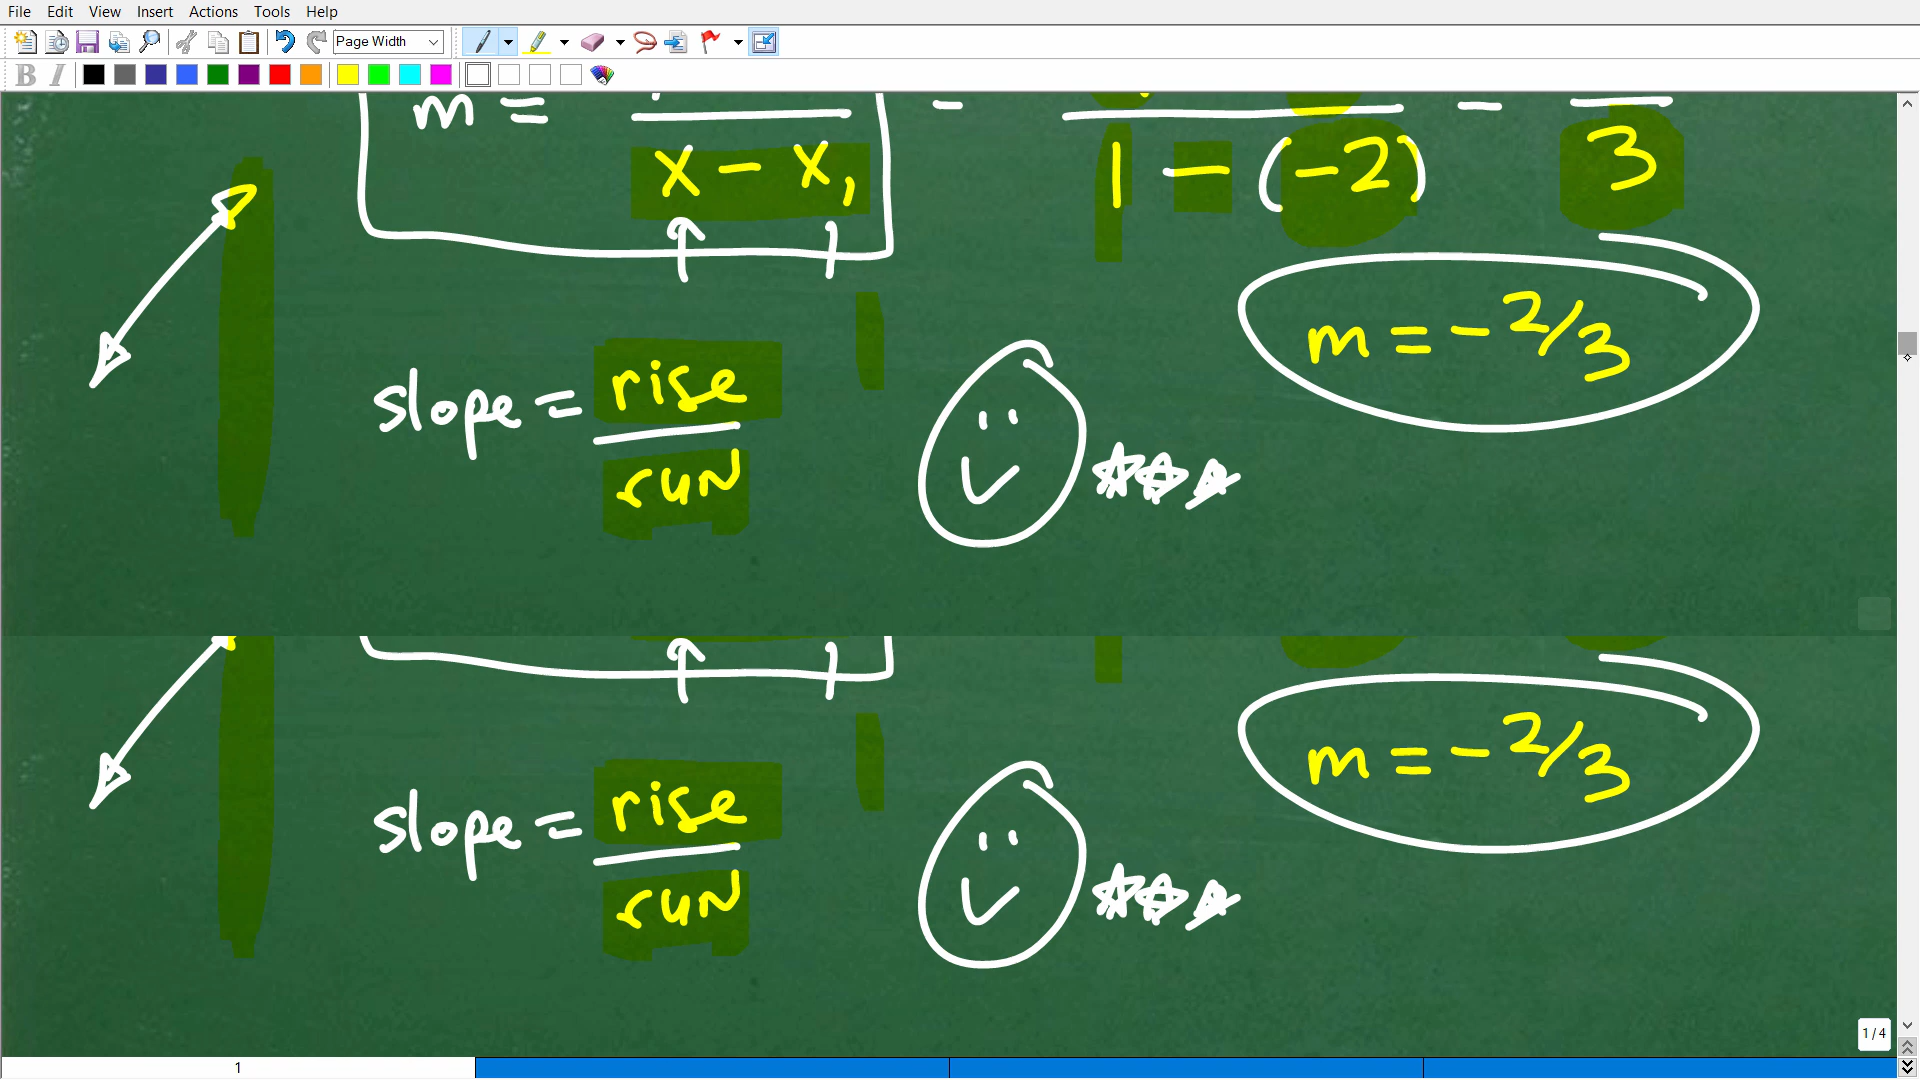 File Edit View Insert Actions Tools Help
Page Width
B I
m =
x - x, = 1 - (-2) = 3
m = - 2/3
slope = rise
run
m = - 2/3
slope = rise
run
1 / 4
1